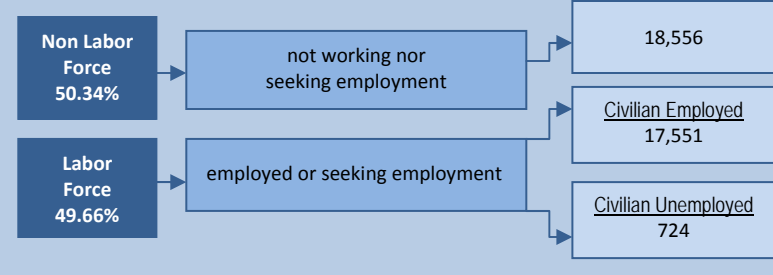 Non Labor
Force
50.34%
not working nor
seeking employment
18,556
Labor
Force
49.66%
employed or seeking employment
Civilian Employed
17,551
Civilian Unemployed
724